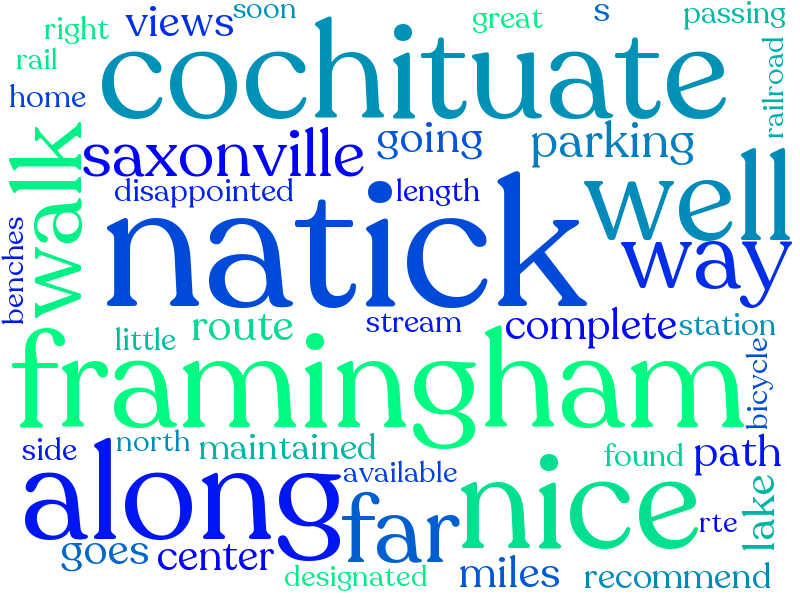 soon
s
passing
right
views
great
rail
cochituate
railroad
home
going
parking
saxonville
walk
disappointed
length
well
natick
way
benches
little
route
stream
complete
station
framingham
bicycle
side
north
maintained
found
path
along
available
far
nice
rte
lake
goes
center
designated
miles
recommend